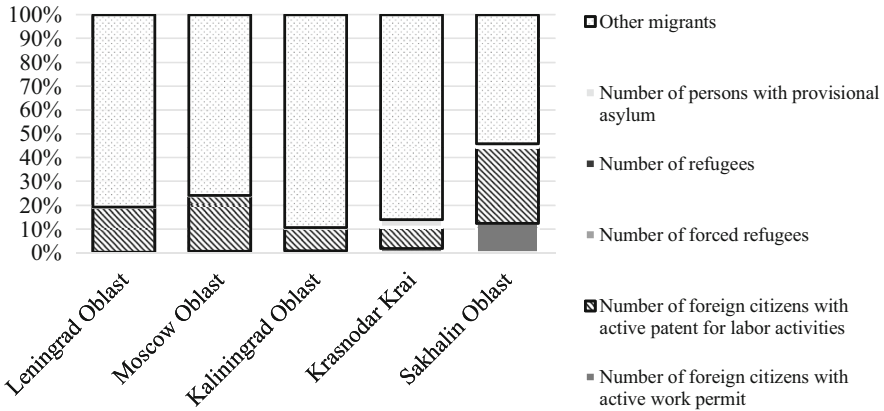 100%
90%
80%
70%
60%
50%
40%
30%
20%
10%
0%
Leningrad Oblast
Moscow Oblast
Kaliningrad Oblast
Krasnodar Krai
Sakhalin Oblast
Other migrants
Number of persons with provisional
asylum
Number of refugees
Number of forced refugees
Number of foreign citizens with
active patent for labor activities
Number of foreign citizens with
active work permit